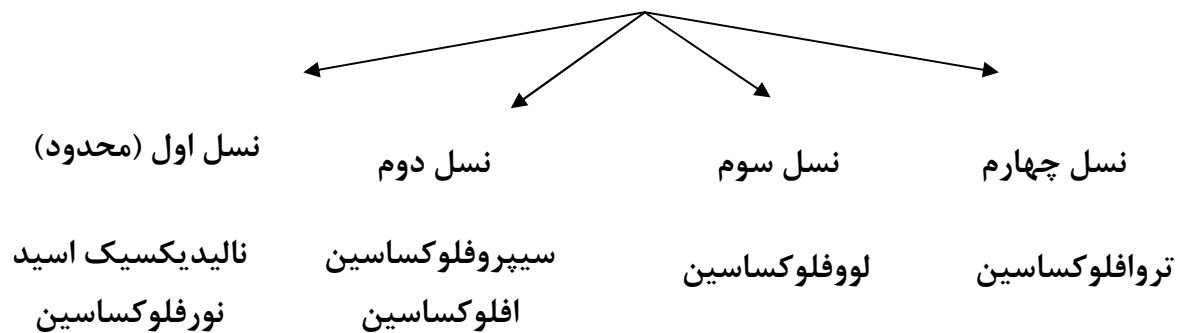 نسل اول (محدود)
نالیدیکسیک اسید
نورفلوکساسین
نسل دوم
سیپروفلوکساسین
افلوکساسین
نسل سوم
لووفلوکساسین
نسل چهارم
تروافلوکساسین